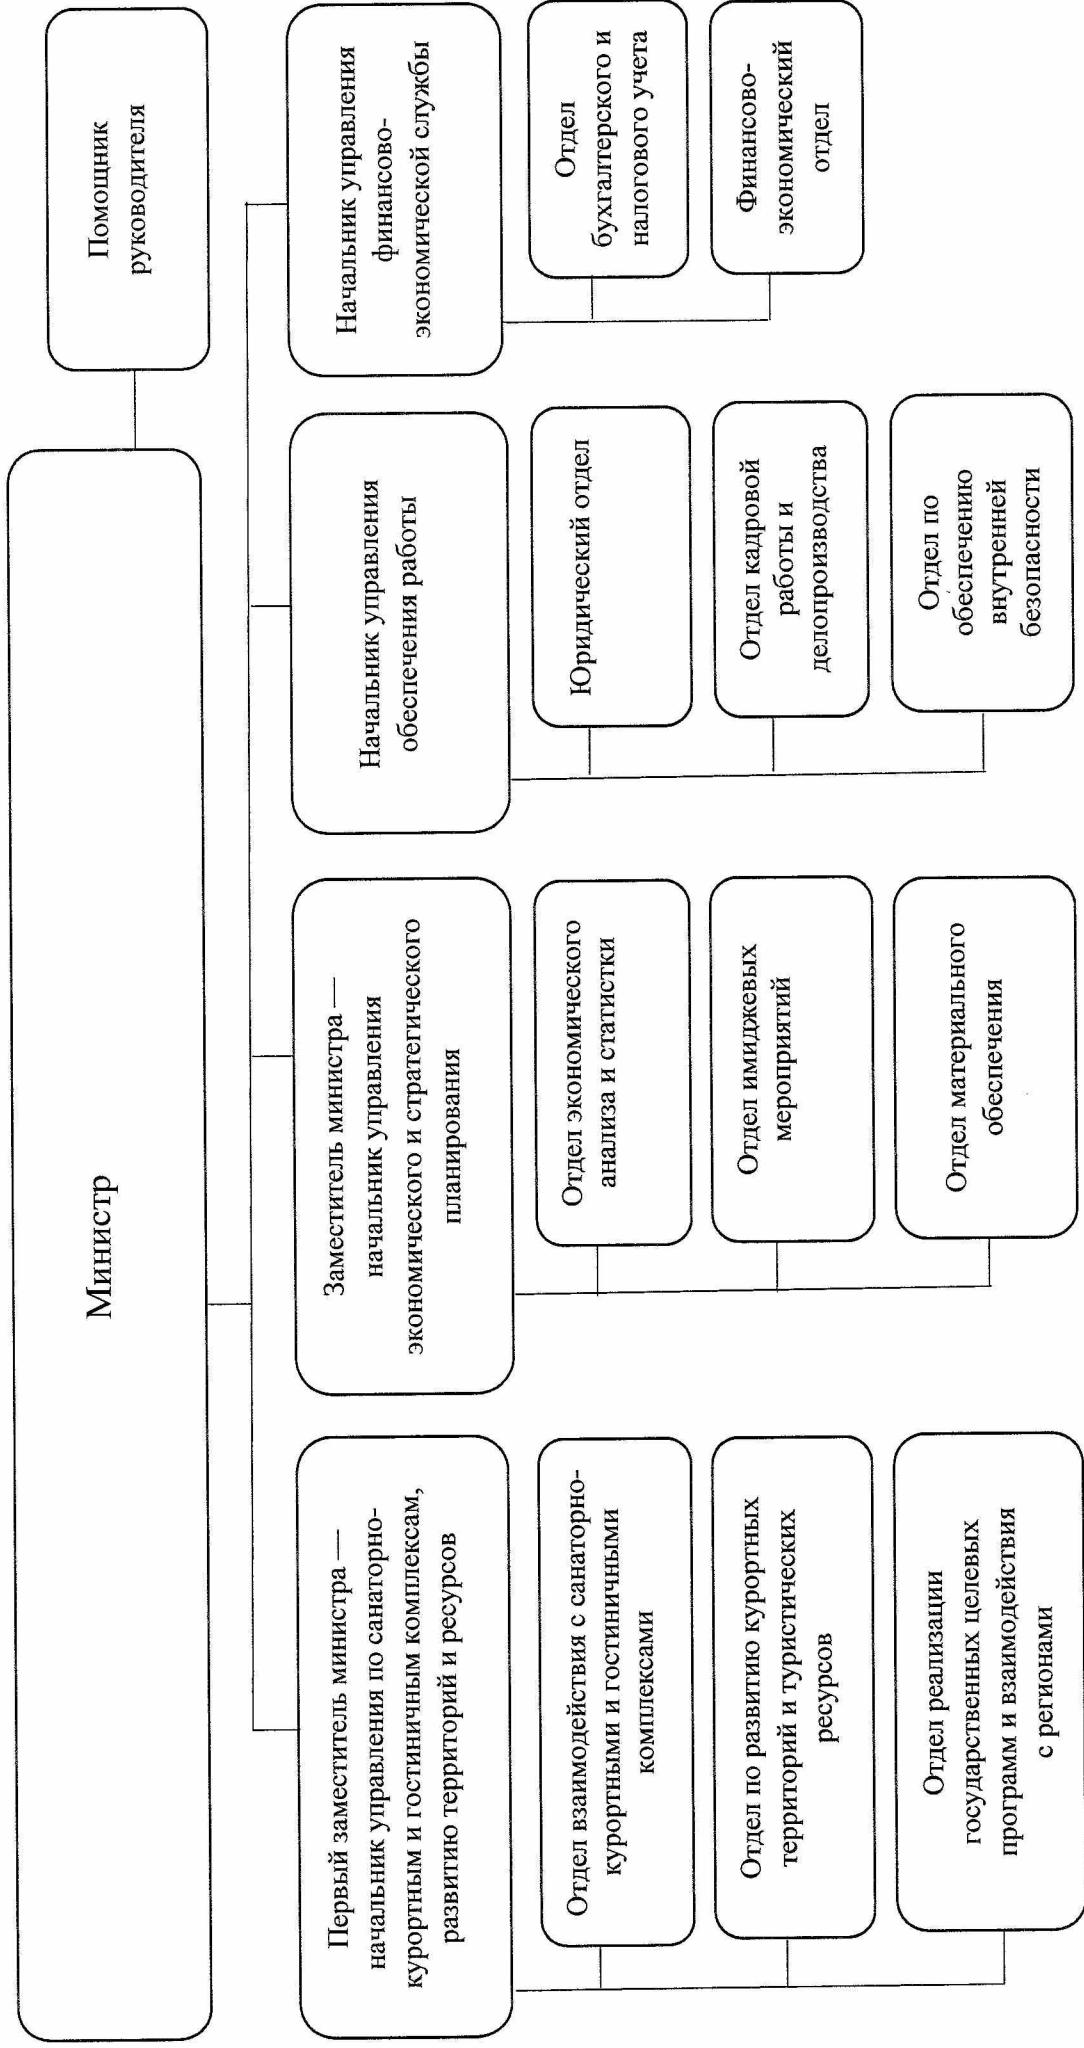 Министр
Помощник
руководителя
Первый заместитель министра —
начальник управления по санаторно-
курортным и гостиничным комплексам,
развитию территорий и ресурсов
Отдел взаимодействия с санаторно-
курортными и гостиничными
комплексами
Отдел по развитию курортных
территорий и туристических
ресурсов
Отдел реализации
государственных целевых
программ и взаимодействия
с регионами
Заместитель министра —
начальник управления
экономического и стратегического
планирования
Отдел экономического
анализа и статистки
Отдел имиджевых
мероприятий
Отдел материального
обеспечения
Начальник управления
обеспечения работы
Юридический отдел
Отдел кадровой
работы и
делопроизводства
Отдел по
обеспечению
внутренней
безопасности
Начальник управления
финансово-
экономической службы
Отдел
бухгалтерского и
налогового учета
Финансово-
экономический
отдел